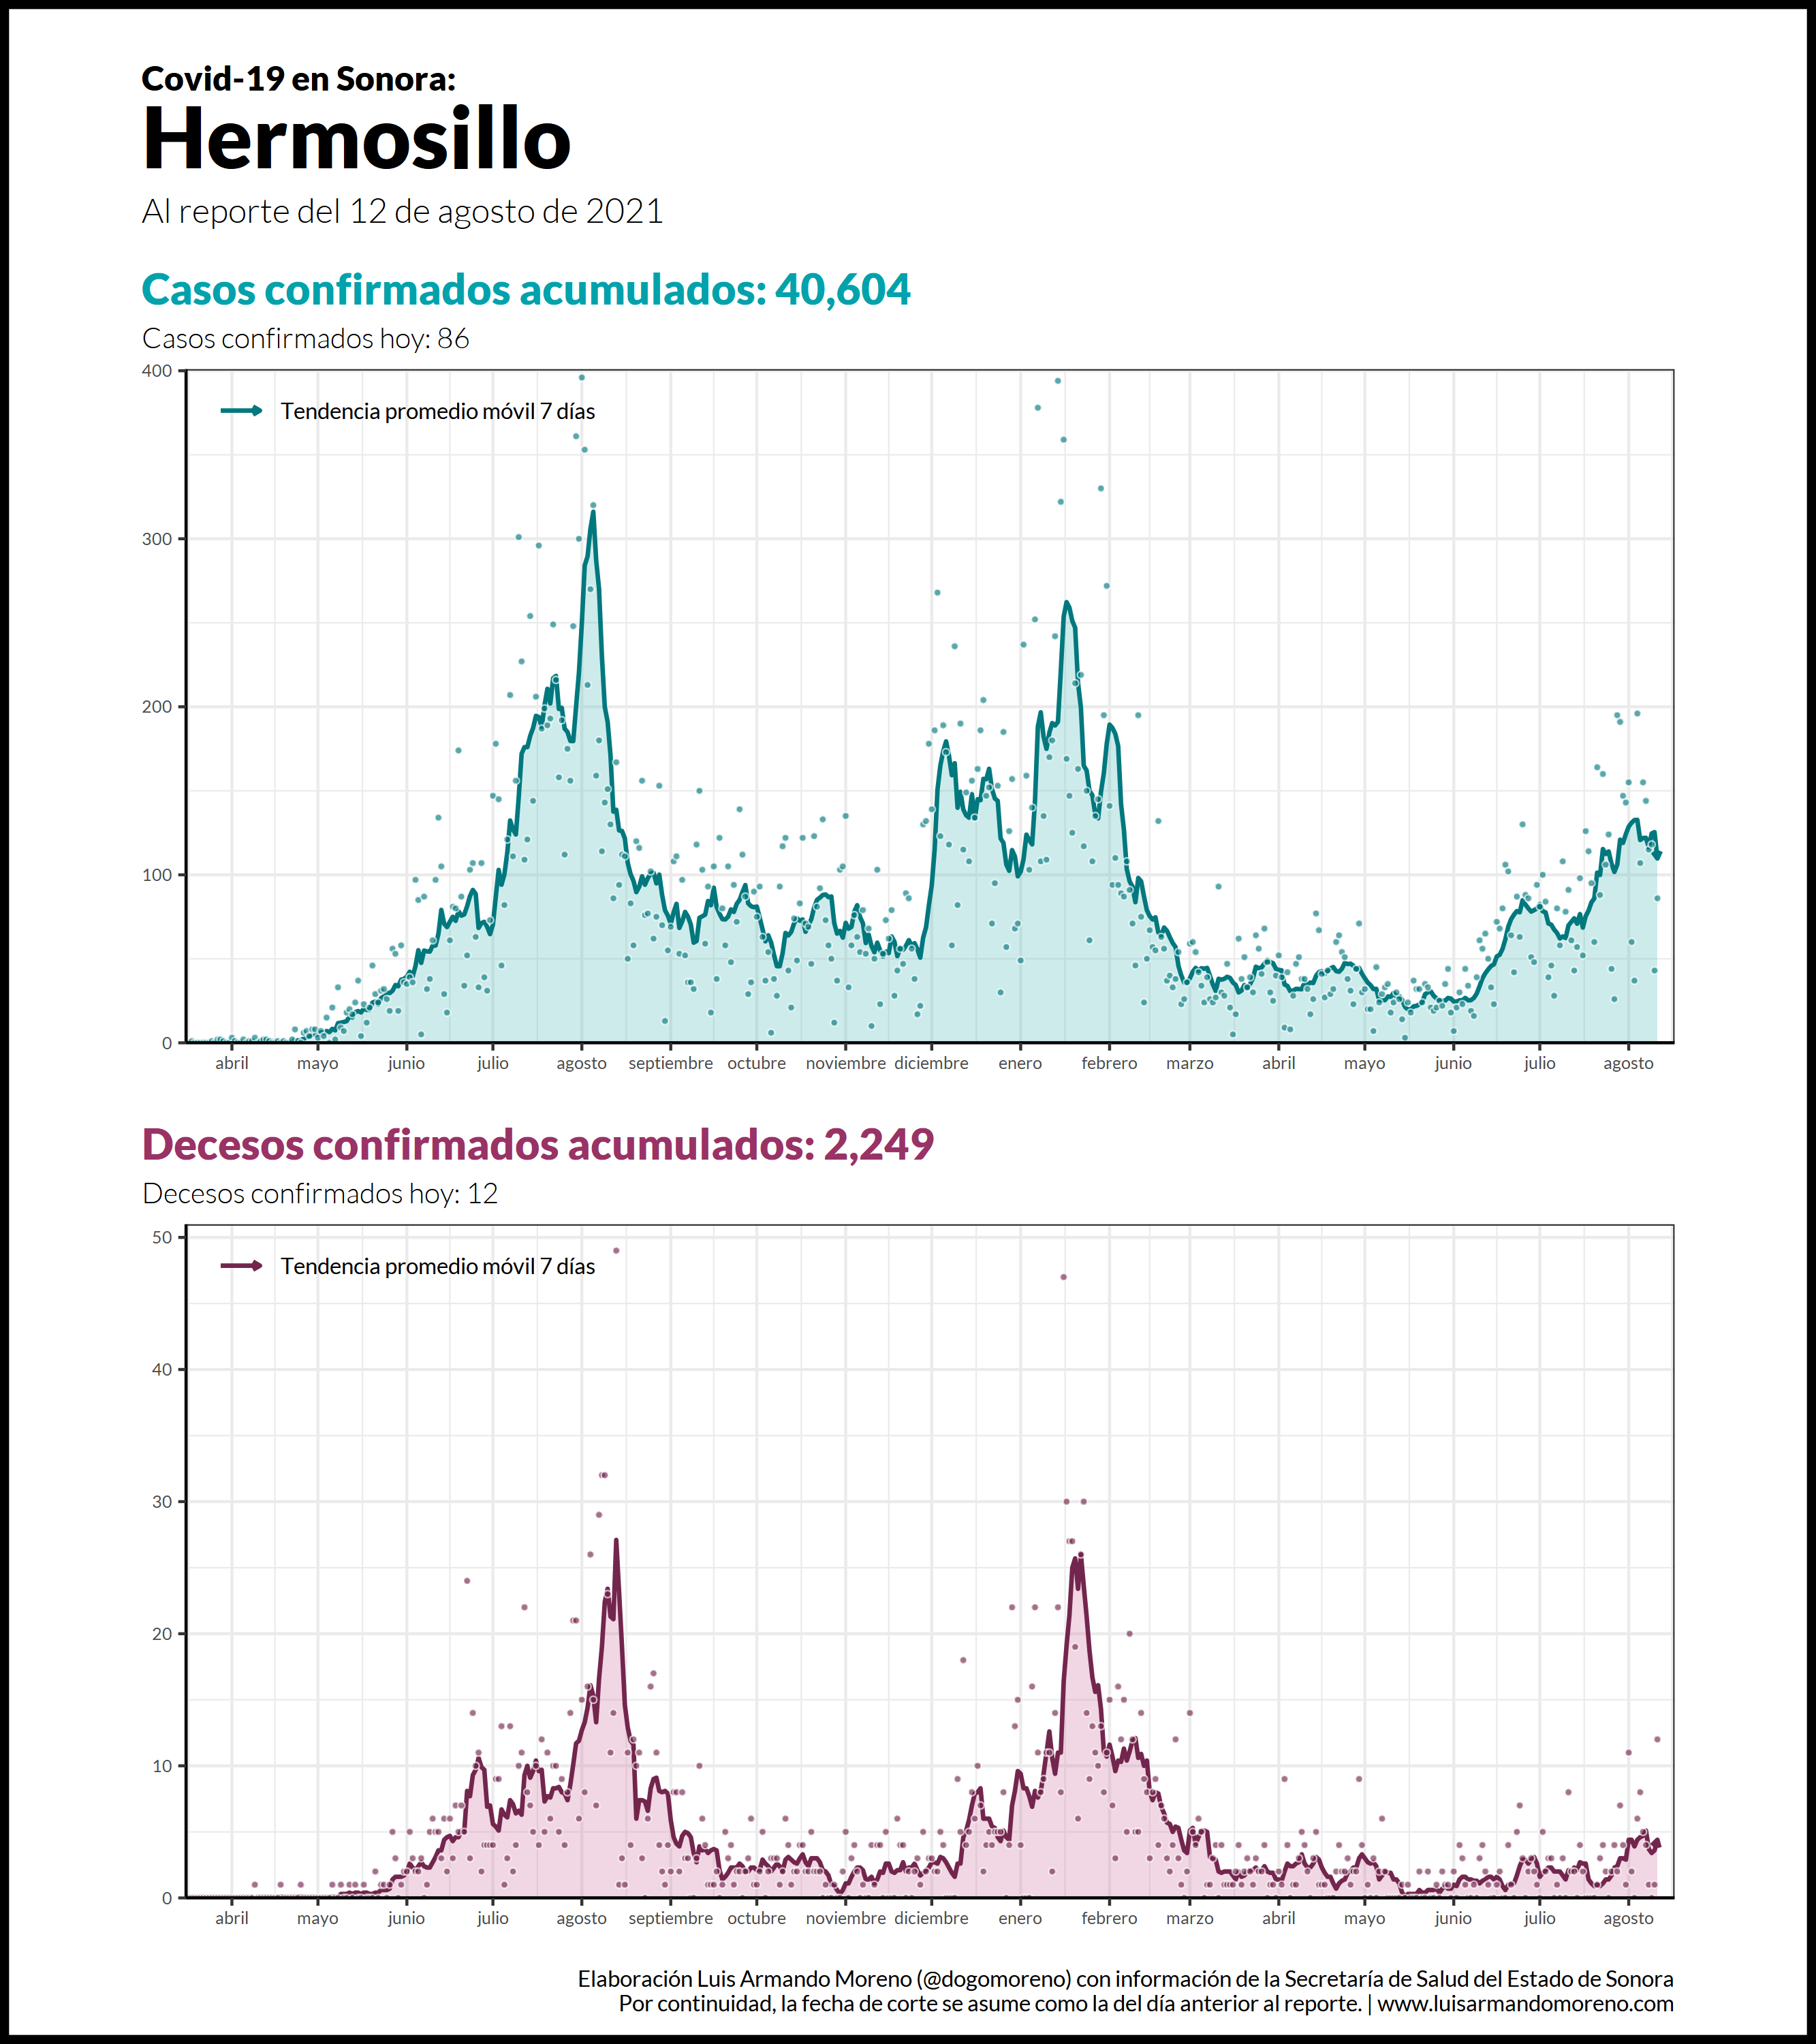 Covid-19 en Sonora:
Hermosillo
Al reporte del 12 de agosto de 2021
Casos confirmados acumulados: 40,604
Casos confirmados hoy: 86
400
300
200
100
0
Tendencia promedio móvil 7 días
abril mayo junio julio agosto septiembre octubre noviembre diciembre enero febrero marzo abril mayo junio julio agosto
Decesos confirmados acumulados: 2,249
Decesos confirmados hoy: 12
50
40
30
20
10
0
Tendencia promedio móvil 7 días
abril mayo junio julio agosto septiembre octubre noviembre diciembre enero febrero marzo abril mayo junio julio agosto
Elaboración Luis Armando Moreno (@dogomoreno) con información de la Secretaría de Salud del Estado de Sonora
Por continuidad, la fecha de corte se asume como la del día anterior al reporte. | www.luisarmandomoreno.com